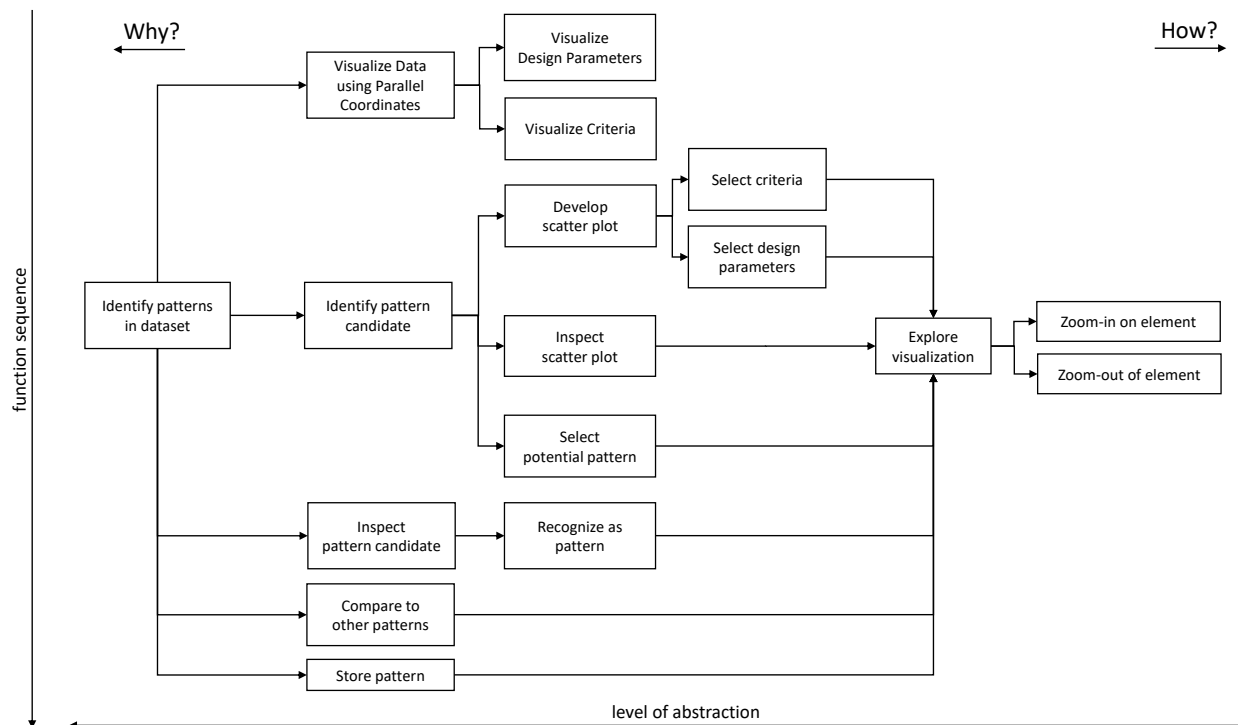 Why?
How?
Visualize
Design Parameters
Visualize Data
using Parallel
Coordinates
Visualize Criteria
Select criteria
Develop
scatter plot
Select design
parameters
function sequence
Identify patterns
in dataset
Identify pattern
candidate
Inspect
scatter plot
Explore
visualization
Zoom-in on element
Zoom-out of element
Select
potential pattern
Inspect
pattern candidate
Recognize as
pattern
Compare to
other patterns
Store pattern
level of abstraction